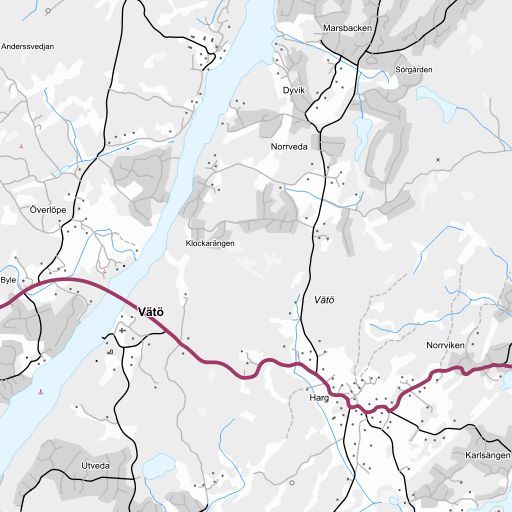 Marsbacken
Anderssvedjan
Sörgården
Dyvik
Norrveda
Överlöpe
Klockarängen
Byle
Vätö
Vätö
Norrviken
Harg
Karlsängen
Utveda